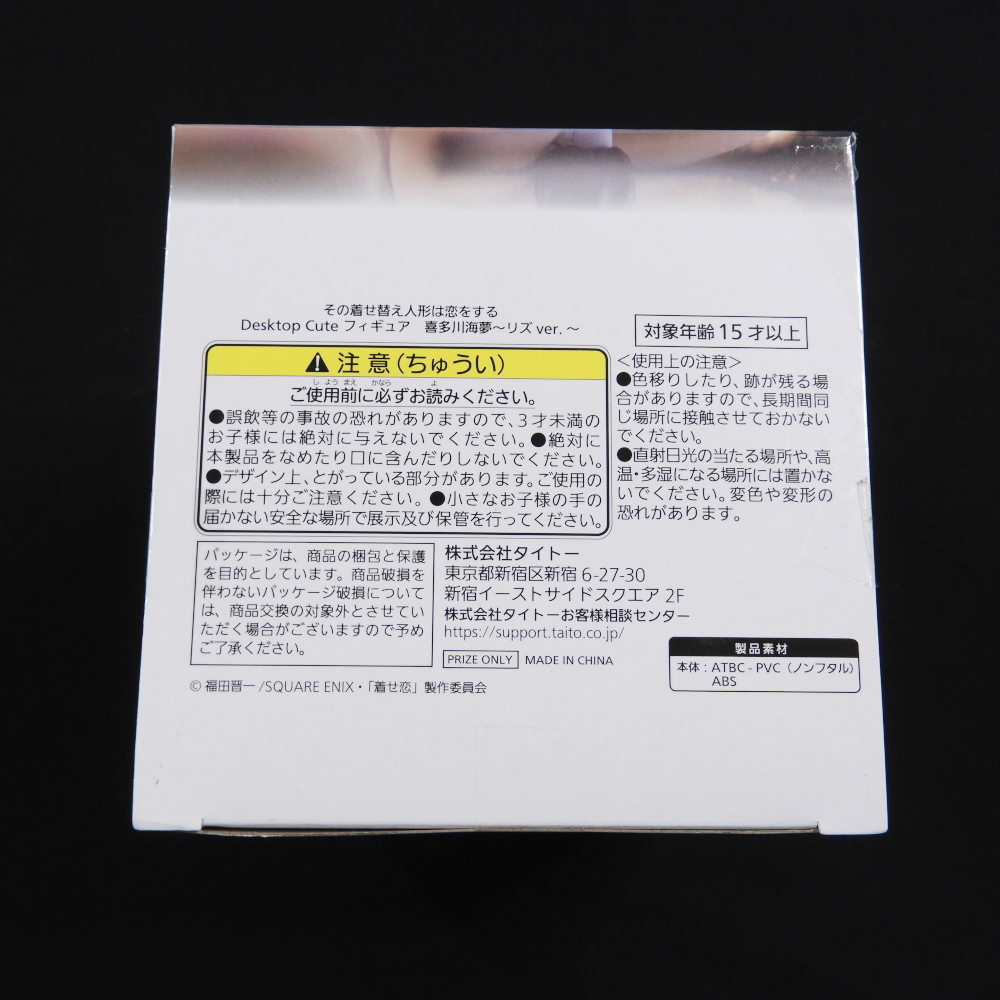 その着せ替え人形は恋をする
Desktop Cute フィギュア　喜多川海夢～リズ ver. ～
対象年齢 15 才以上
注 意 (ちゅうい)
ご使用前に必ずお読みください。
し よう まえ かなら よ
●誤飲等の事故の恐れがありますので、3才未満の
お子様には絶対に与えないでください。●絶対に
本製品をなめたり口に含んだりしないでください。
●デザイン上、とがっている部分があります。ご使用の
際には十分ご注意ください。●小さなお子様の手の
届かない安全な場所で展示及び保管を行ってください。
＜使用上の注意＞
●色移りしたり、跡が残る場
合がありますので、長期間同
じ場所に接触させておかない
でください。
●直射日光の当たる場所や、高
温・多湿になる場所には置かな
いでください。変色や変形の
恐れがあります。
パッケージは、商品の梱包と保護
を目的としています。商品破損を
伴わないパッケージ破損について
は、商品交換の対象外とさせてい
ただく場合がございますので予め
ご了承ください。
株式会社タイトー
東京都新宿区新宿 6-27-30
新宿イーストサイドスクエア 2F
株式会社タイトーお客様相談センター
https://support.taito.co.jp/
PRIZE ONLY MADE IN CHINA
製品素材
本体 : ATBC - PVC (ノンフタル)
ABS
© 福田晋一 /SQUARE ENIX・「着せ恋」製作委員会